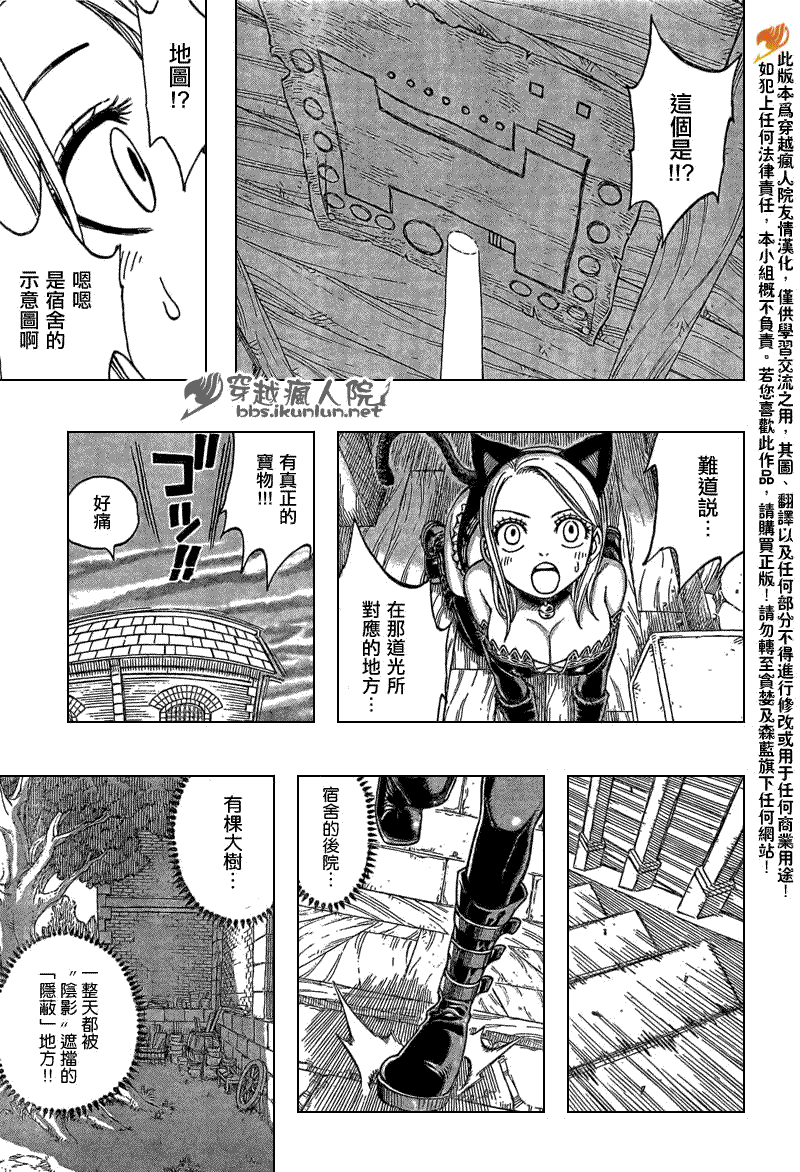 此版本爲穿越瘋人院友情漢化，僅供學習交流之用，其圖、翻譯以及任何部分不得進行修改或用于任何商業用途！
如犯上任何法律責任，本小組概不負責。若您喜歡此作品，請購買正版！請勿轉至貪婪及森藍旗下任何網站！
這個是!!?
地圖!?
嗯嗯
是宿舍的
示意圖啊
穿越瘋人院
bbs.ikunlun.net
難道説…
在那道光所
對應的地方…
有真正的
寶物!!!
ゴン!!
好痛
宿舍的後院…
有棵大樹…
一整天都被
〝陰影〞遮擋的
「隱蔽」地方!!